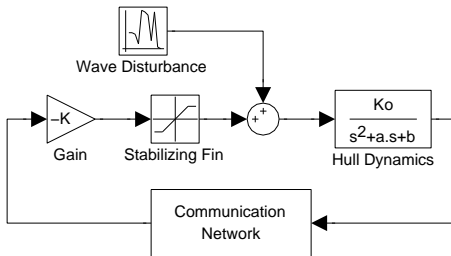 Wave Disturbance
−K
Gain
Stabilizing Fin
+
+
Ko
s2+a.s+b
Hull Dynamics
Communication
Network